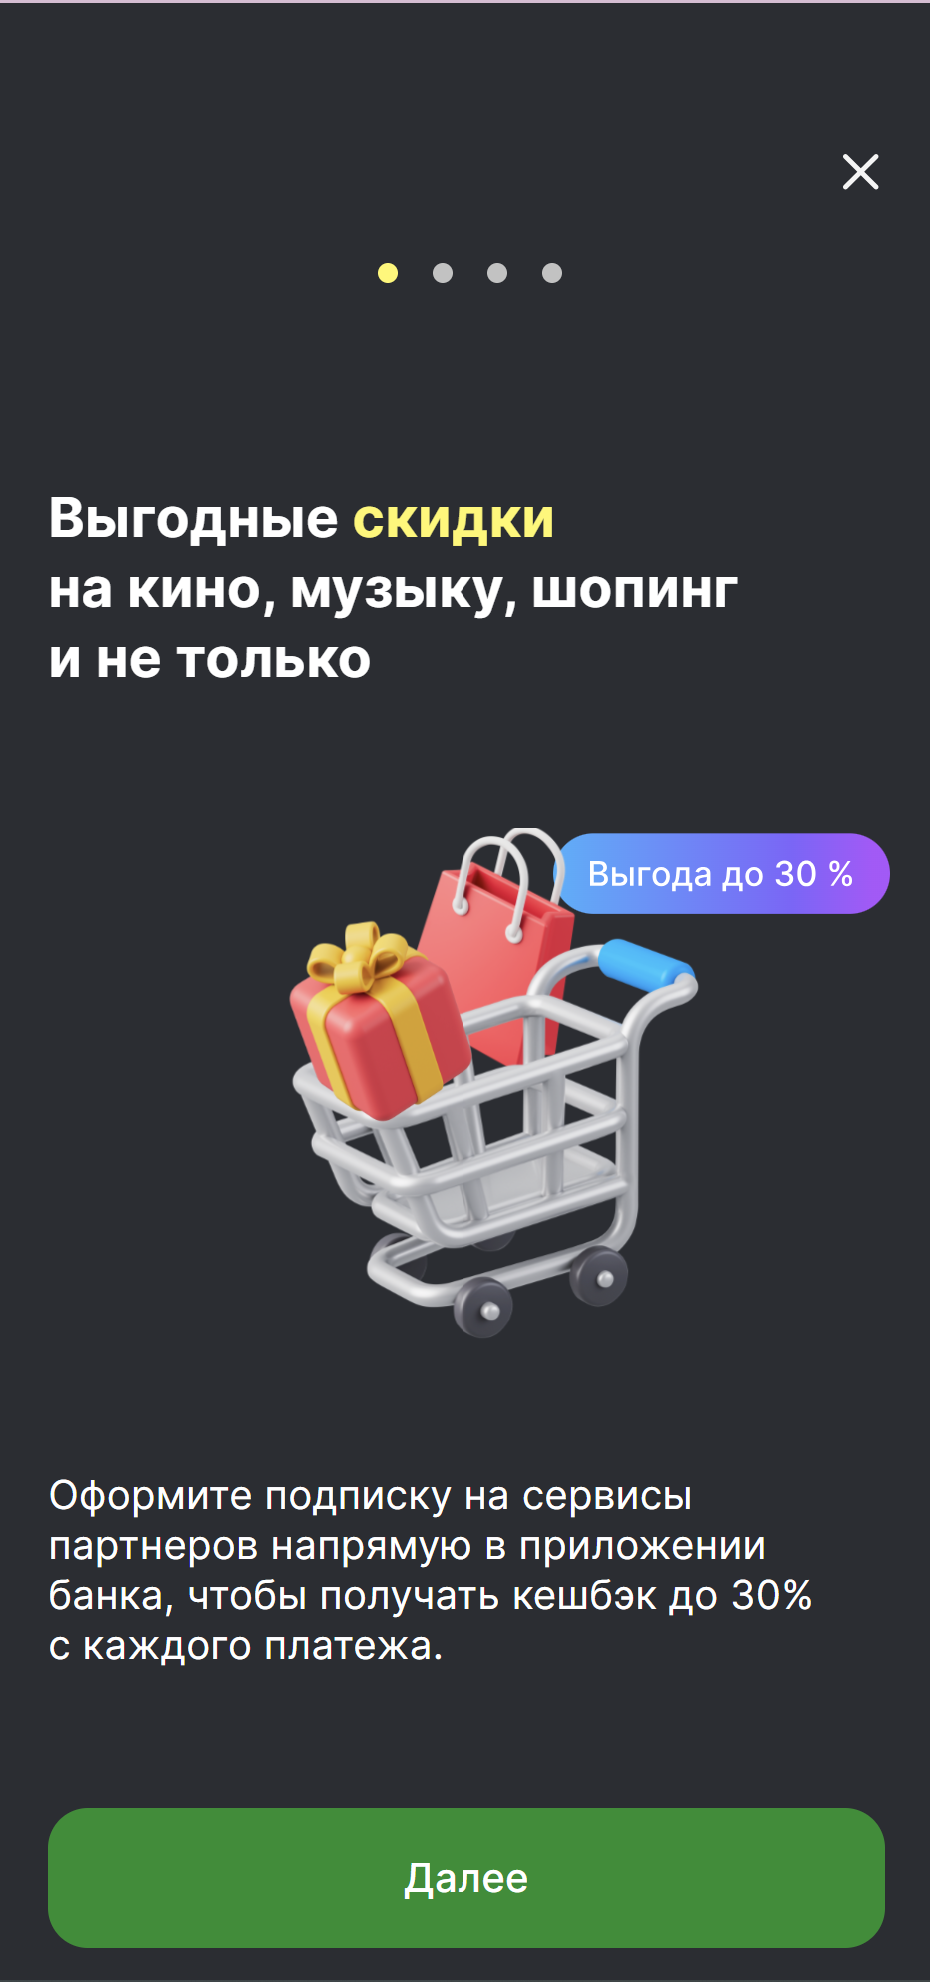 Выгодные скидки
на кино, музыку, шопинг
и не только
Выгода до 30 %
Оформите подписку на сервисы
партнеров напрямую в приложении
банка, чтобы получать кешбэк до 30%
с каждого платежа.
Далее